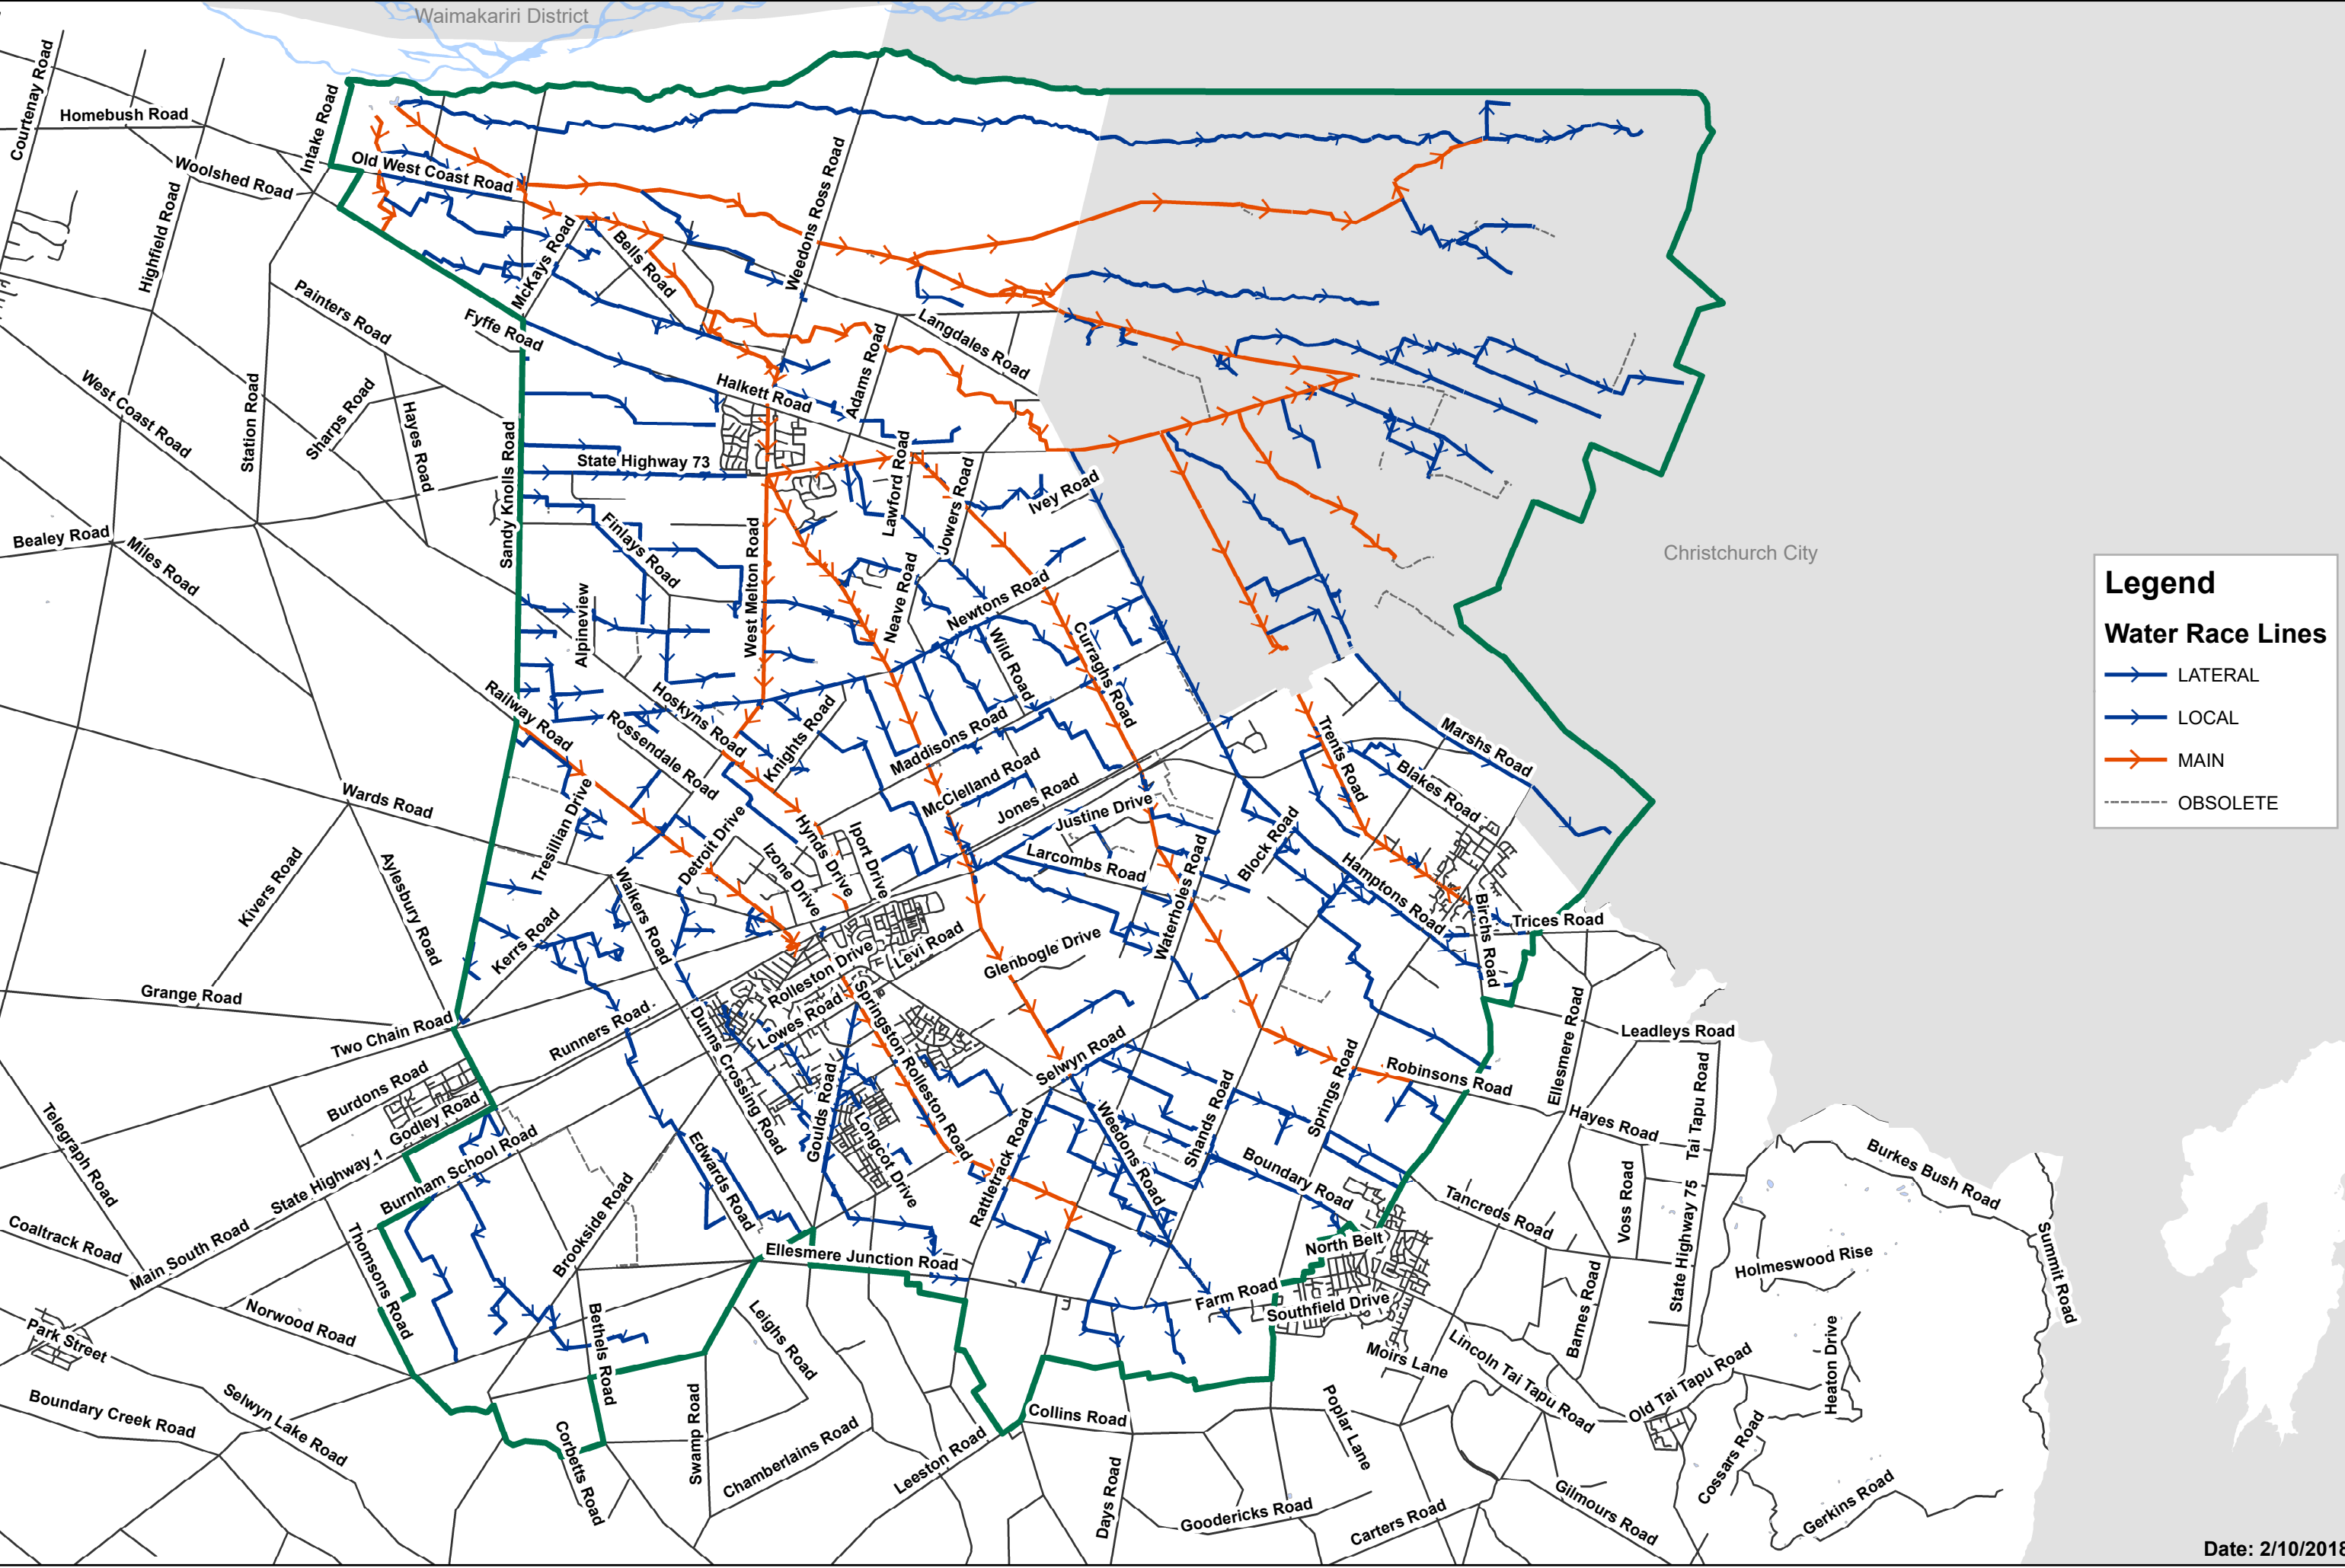 Waimakariri District
Courtenay Road
Homebush Road
Intake Road
Woolshed Road
Old West Coast Road
Highfield Road
Weedons Ross Road
McKays Road
Bells Road
Painters Road
Fyffe Road
Langdales Road
Adams Road
West Coast Road
Station Road
Sharps Road
Hayes Road
Halkett Road
Sandy Knolls Road
State Highway 73
Lawford Road
Jowers Road
Ivey Road
Bealey Road
Miles Road
Finlays Road
West Melton Road
Christchurch City
Alpineview
Neave Road
Newtons Road
Wild Road
Curraghs Road
Legend
Water Race Lines
LATERAL
LOCAL
MAIN
OBSOLETE
Railway Road
Hoskyns Road
Rossendale Road
Knights Road
Maddisons Road
McClelland Road
Jones Road
Justine Drive
Trents Road
Marshs Road
Blakes Road
Wards Road
Tresillian Drive
Detroit Drive
Izone Drive
Hynds Drive
Iport Drive
Larcombs Road
Waterholes Road
Block Road
Hamptons Road
Birchs Road
Trices Road
Kivers Road
Aylesbury Road
Kerrs Road
Walkers Road
Rolleston Drive
Levi Road
Glenbogle Drive
Grange Road
Two Chain Road
Runners Road
Lowes Road
Dunns Crossing Road
Springston Rolleston Road
Selwyn Road
Ellesmere Road
Leadleys Road
Robinsons Road
Burdons Road
Godley Road
Telegraph Road
State Highway 1
Burnham School Road
Edwards Road
Goulds Road
Longcot Drive
Rattletrack Road
Weedons Road
Shands Road
Springs Road
Boundary Road
Hayes Road
Tai Tapu Road
Burkes Bush Road
Coaltrack Road
Main South Road
Thomsons Road
Brookside Road
Ellesmere Junction Road
North Belt
Tancreds Road
Voss Road
State Highway 75
Holmeswood Rise
Summit Road
Norwood Road
Park Street
Bethels Road
Leighs Road
Farm Road
Southfield Drive
Moirs Lane
Lincoln Tai Tapu Road
Barnes Road
Heaton Drive
Old Tai Tapu Road
Boundary Creek Road
Selwyn Lake Road
Corbetts Road
Swamp Road
Chamberlains Road
Leeston Road
Collins Road
Days Road
Poplar Lane
Goodericks Road
Carters Road
Gilmours Road
Cossars Road
Gerkins Road
Date: 2/10/2018